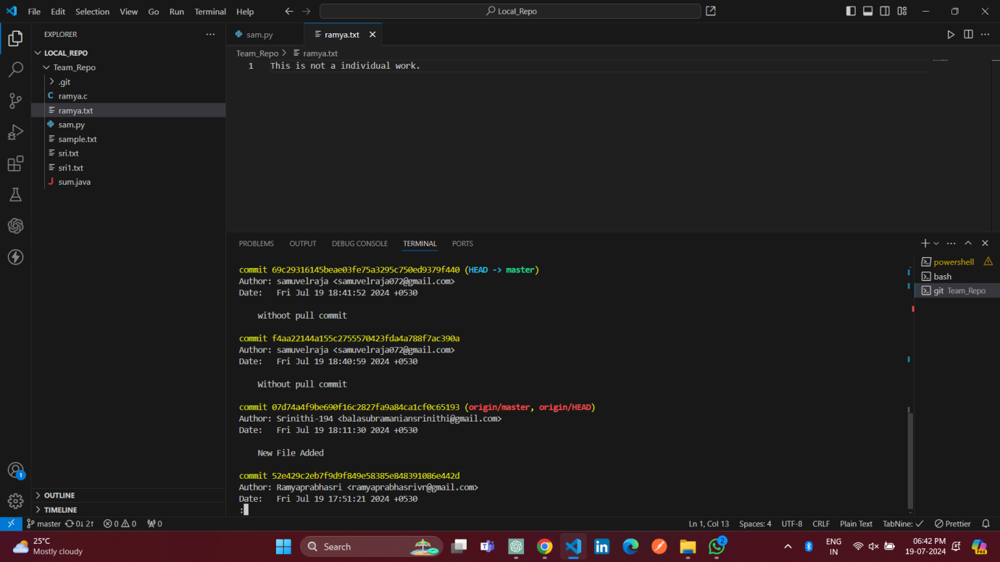 File Edit Selection View Go Run Terminal Help
Local_Repo
EXPLORER
LOCAL_REPO
Team_Repo
.git
C ramya.c
ramya.txt
sam.py
sample.txt
sri.txt
sri1.txt
J sum.java
OUTLINE
TIMELINE
sam.py ramya.txt
Team_Repo > ramya.txt
1 This is not a individual work.
PROBLEMS OUTPUT DEBUG CONSOLE TERMINAL PORTS
commit 69c29316145beae03fe75a3295c750ed9379f440 (HEAD -> master)
Author: samuvelraja <samuvelraja072@gmail.com>
Date:   Fri Jul 19 18:41:52 2024 +0530
withoot pull commit
commit f4aa22144a155c2755570423fda4a788f7ac390a
Author: samuvelraja <samuvelraja072@gmail.com>
Date:   Fri Jul 19 18:40:59 2024 +0530
Without pull commit
commit 07d74a4f9be690f16c2827fa9a84ca1cf0c65193 (origin/master, origin/HEAD)
Author: Srinithi-194 <balasubramaniansrinithi@gmail.com>
Date:   Fri Jul 19 18:11:30 2024 +0530
New File Added
commit 52e429c2eb7f9d9f849e58385e848391086e442d
Author: Ramyaprabhasri <ramyaprabhasrivr@gmail.com>
Date:   Fri Jul 19 17:51:21 2024 +0530
:
powershell
bash
git Team_Repo
1
master 0↓ 2↑ 0 0 0
Ln 1, Col 13 Spaces: 4 UTF-8 CRLF Plain Text TabNine: ✓ Prettier
25°C
Mostly cloudy
Search
2
ENG
IN
06:42 PM
19-07-2024
PRE